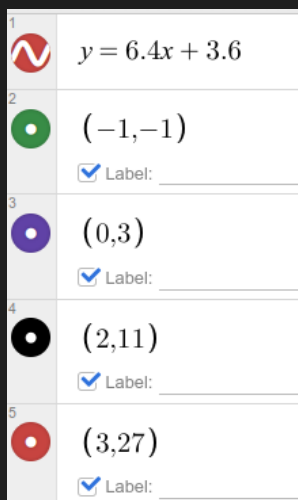 1
y = 6.4x + 3.6
2
(−1,−1)
Label:
3
(0,3)
Label:
4
(2,11)
Label:
5
(3,27)
Label: